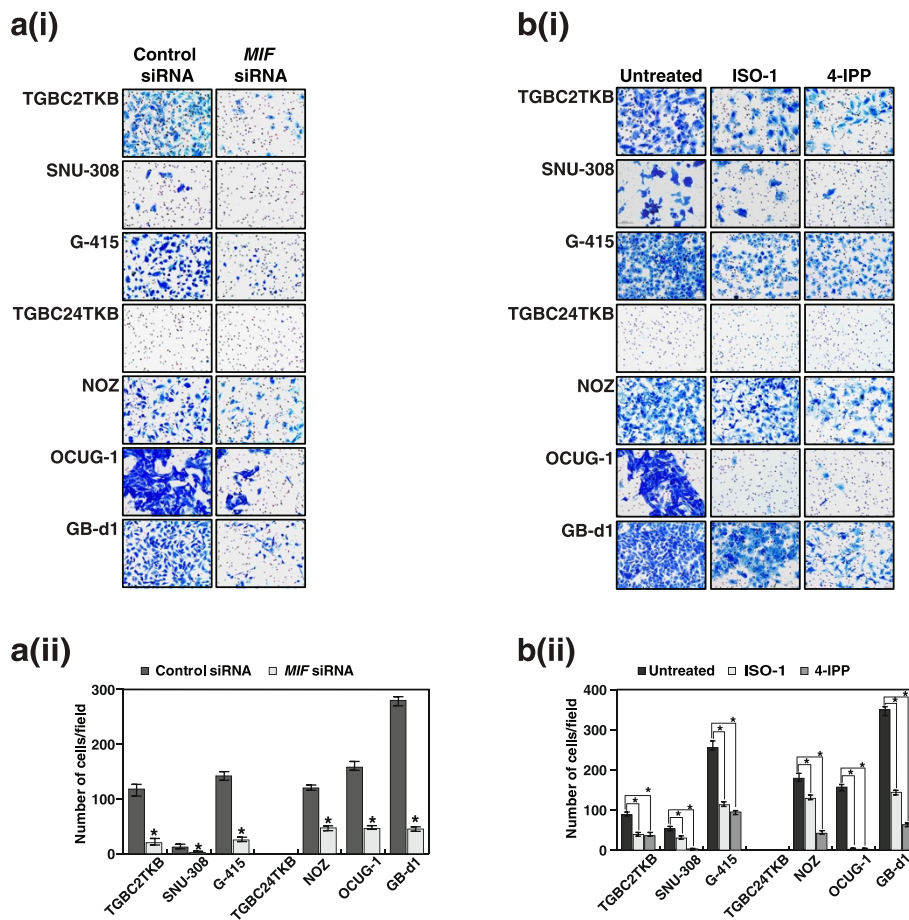 a(i)
Control
siRNA
MIF
siRNA
TGBC2TKB
SNU-308
G-415
TGBC24TKB
NOZ
OCUG-1
GB-d1
b(i)
Untreated
ISO-1
4-IPP
TGBC2TKB
SNU-308
G-415
TGBC24TKB
NOZ
OCUG-1
GB-d1
a(ii)
Control siRNA
MIF siRNA
Number of cells/field
300
200
100
0
* * * * * *
TGBC2TKB
SNU-308
G-415
TGBC24TKB
NOZ
OCUG-1
GB-d1
b(ii)
Untreated
ISO-1
4-IPP
Number of cells/field
400
300
200
100
0
* * * * * * * * * * * *
TGBC2TKB
SNU-308
G-415
TGBC24TKB
NOZ
OCUG-1
GB-d1